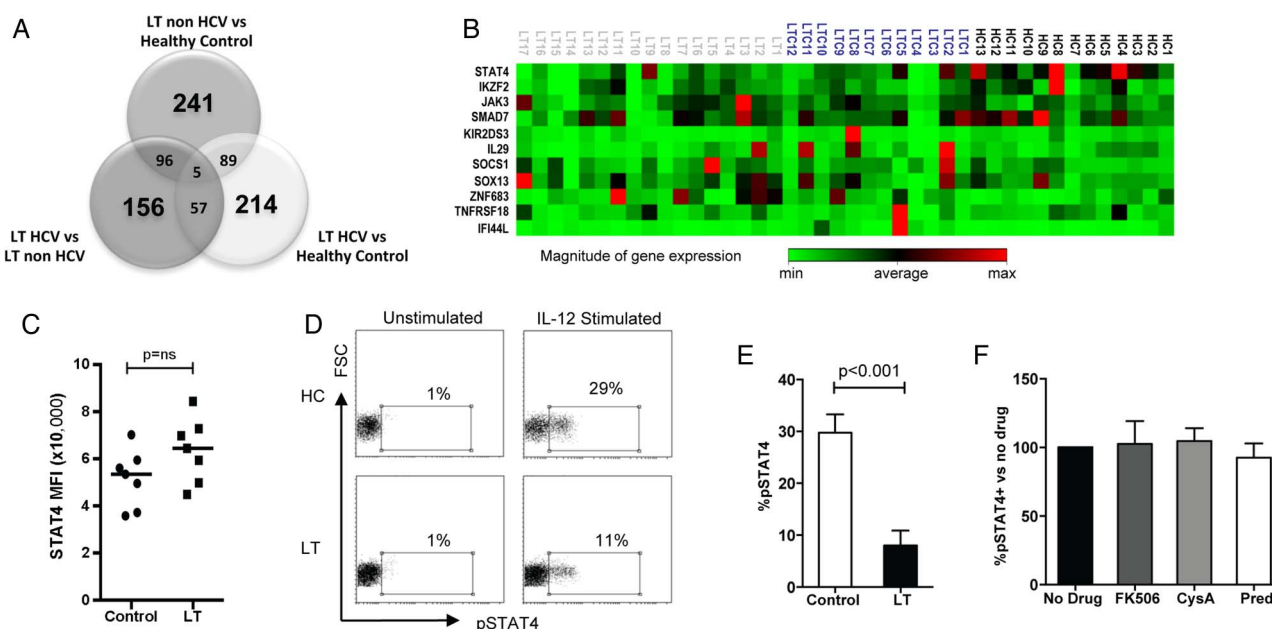 A
LT non HCV vs
Healthy Control
241
96
5
89
156
57
214
LT HCV vs
LT non HCV
LT HCV vs
Healthy Control
B
LT17 LT16 LT15 LT14 LT13 LT12 LT11 LT10 LT8 LT9 LT6 LT7 LT4 LT5 LT3 LT2 LT1 LTC12 LTC11 LTC10 LTC9 LTC8 LTC7 LTC6 LTC5 LTC4 LTC3 LTC2 LTC1 HC13 HC12 HC11 HC10 HC9 HC8 HC7 HC6 HC5 HC4 HC3 HC2 HC1
STAT4
IKZF2
JAK3
SMAD7
KIR2DS3
IL29
SOCS1
SOX13
ZNF683
TNFRSF18
IFI44L
Magnitude of gene expression
min average max
C
p=ns
STAT4 MFI (x10,000)
10
8
6
4
2
0
Control LT
D
Unstimulated IL-12 Stimulated
FSC
HC
1%
29%
LT
1%
11%
pSTAT4
E
p<0.001
%pSTAT4
40
30
20
10
0
Control LT
F
%pSTAT4+ vs no drug
150
100
50
0
No Drug FK506 CysA Pred